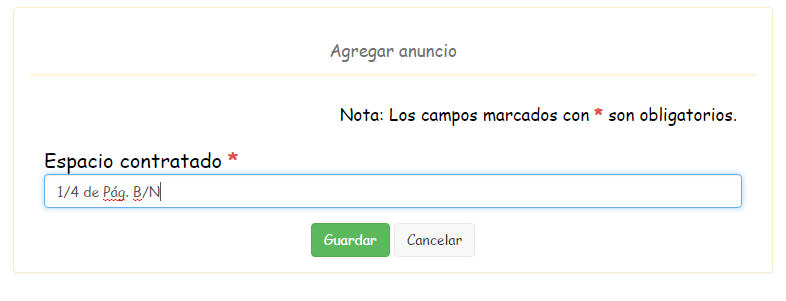 Agregar anuncio
Nota: Los campos marcados con * son obligatorios.
Espacio contratado *
1/4 de Pág. B/N
Guardar Cancelar